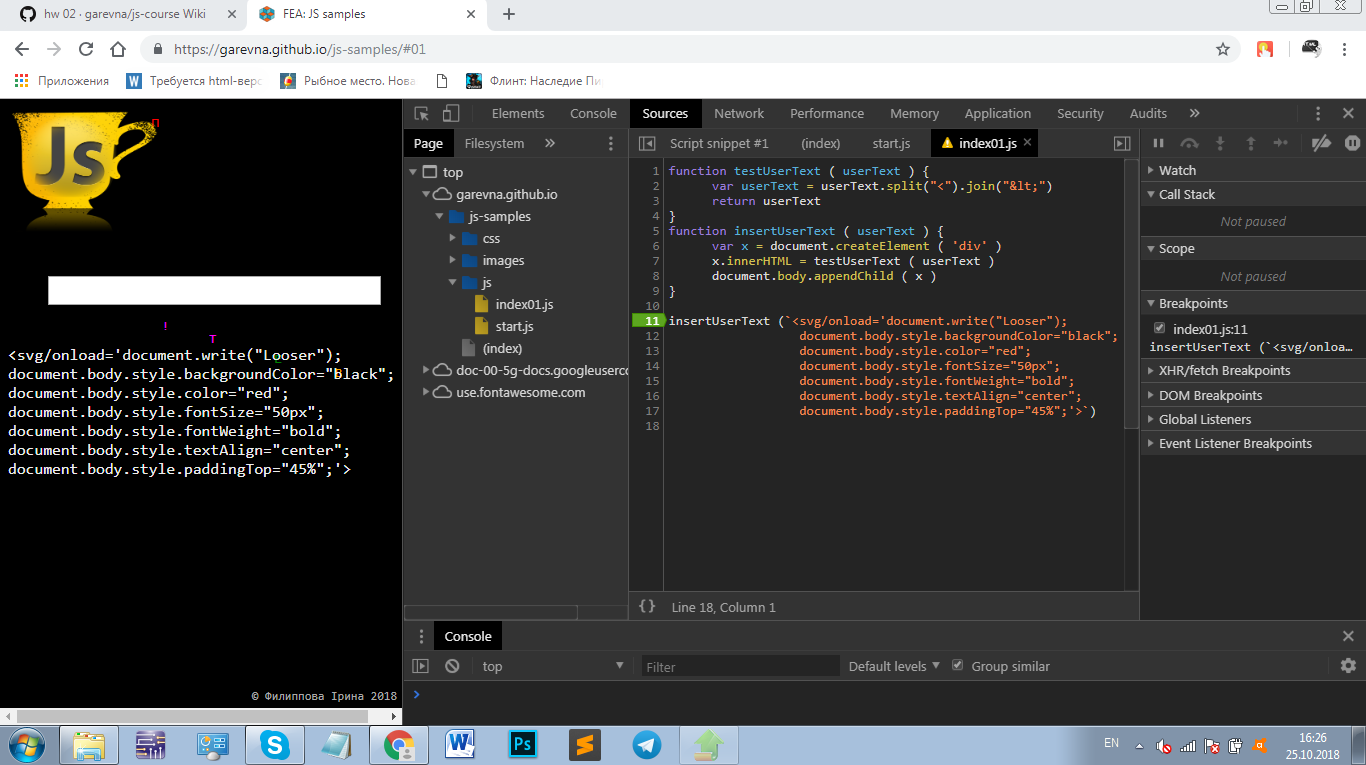 hw 02 · garevna/js-course Wiki
FEA: JS samples
https://garevna.github.io/js-samples/#01
Приложения
Требуется html-верс
Рыбное место. Нова
Флинт: Наследие Пи
Js
П
!
Т
<svg/onload='document.write("Looser");
document.body.style.backgroundColor="black";
document.body.style.color="red";
document.body.style.fontSize="50px";
document.body.style.fontWeight="bold";
document.body.style.textAlign="center";
document.body.style.paddingTop="45%";'>
© Филиппова Ірина 2018
Elements Console Sources Network Performance Memory Application Security Audits »
Page Filesystem »
top
garevna.github.io
js-samples
css
images
js
index01.js
start.js
(index)
doc-00-5g-docs.googleuserco
use.fontawesome.com
Script snippet #1 (index) start.js index01.js
1 function testUserText ( userText ) {
2 var userText = userText.split("<").join("&lt;")
3 return userText
4 }
5 function insertUserText ( userText ) {
6 var x = document.createElement ( 'div' )
7 x.innerHTML = testUserText ( userText )
8 document.body.appendChild ( x )
9 }
10
11 insertUserText (`<svg/onload='document.write("Looser");
12 document.body.style.backgroundColor="black";
13 document.body.style.color="red";
14 document.body.style.fontSize="50px";
15 document.body.style.fontWeight="bold";
16 document.body.style.textAlign="center";
17 document.body.style.paddingTop="45%";'>`)
18
{} Line 18, Column 1
Watch
Call Stack
Not paused
Scope
Not paused
Breakpoints
index01.js:11
insertUserText (`<svg/onloa…
XHR/fetch Breakpoints
DOM Breakpoints
Global Listeners
Event Listener Breakpoints
Console
top
Filter
Default levels
Group similar
EN
16:26
25.10.2018